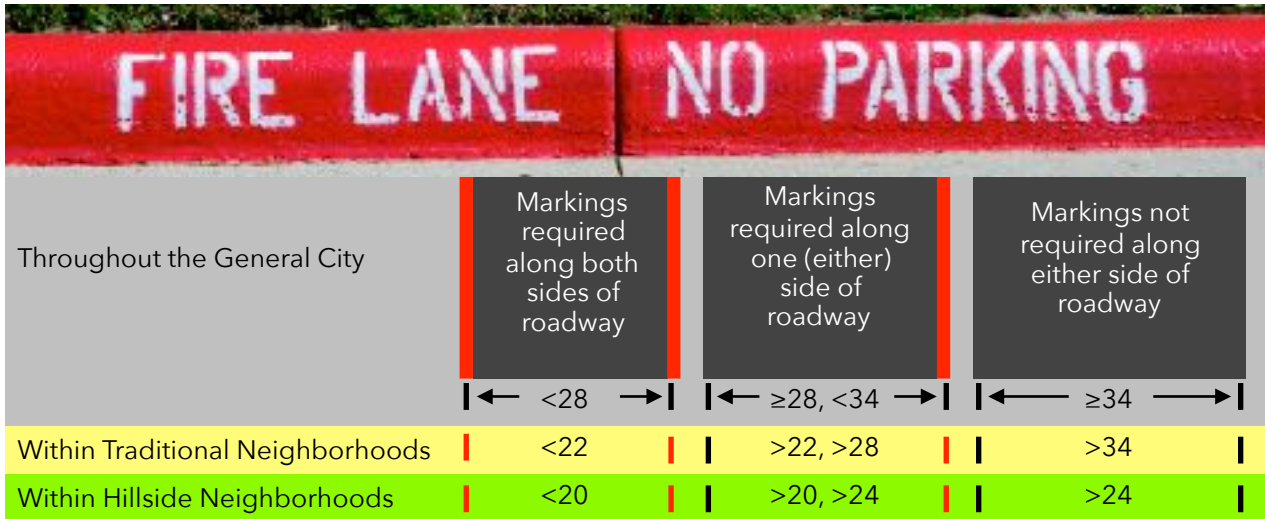 FIRE LANE NO PARKING
Throughout the General City
Markings
required
along both
sides of
roadway
Markings
required along
one (either)
side of
roadway
Markings not
required along
either side of
roadway
<28
≥28, <34
≥34
Within Traditional Neighborhoods <22 >22, >28 >34
Within Hillside Neighborhoods <20 >20, >24 >24